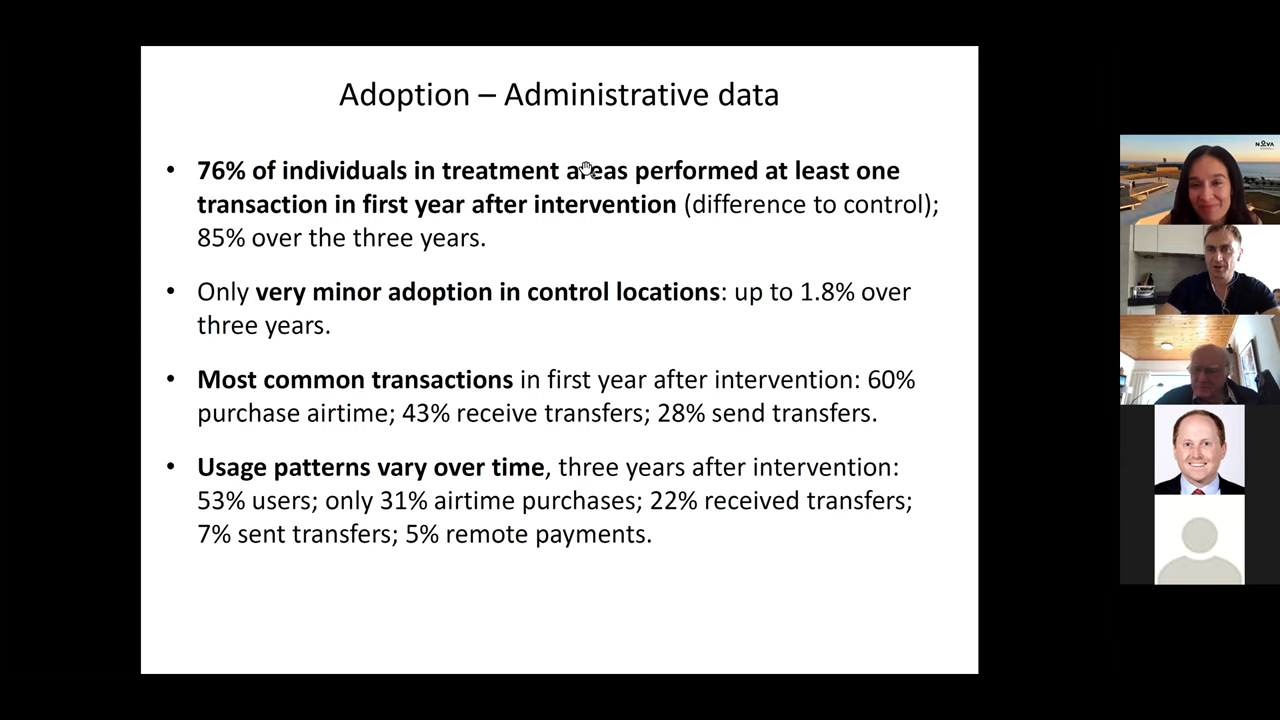 Adoption – Administrative data
• 76% of individuals in treatment areas performed at least one
transaction in first year after intervention (difference to control);
85% over the three years.
• Only very minor adoption in control locations: up to 1.8% over
three years.
• Most common transactions in first year after intervention: 60%
purchase airtime; 43% receive transfers; 28% send transfers.
• Usage patterns vary over time, three years after intervention:
53% users; only 31% airtime purchases; 22% received transfers;
7% sent transfers; 5% remote payments.
NOVA